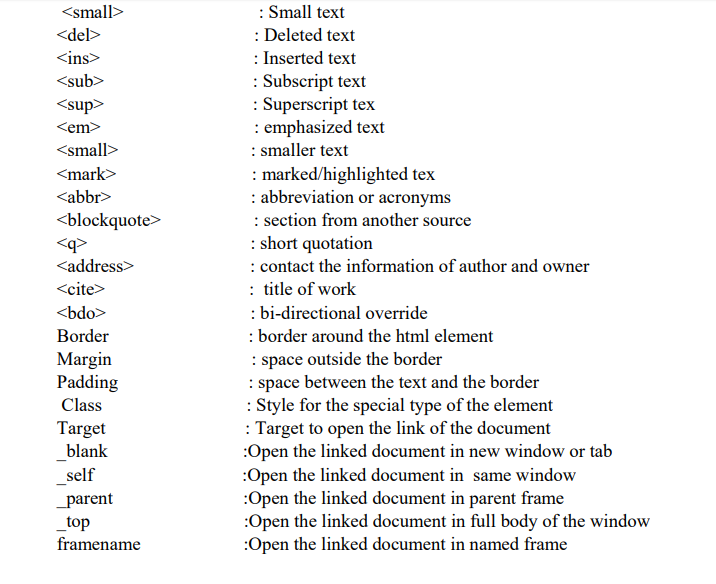 <small> : Small text
<del> : Deleted text
<ins> : Inserted text
<sub> : Subscript text
<sup> : Superscript tex
<em> : emphasized text
<small> : smaller text
<mark> : marked/highlighted tex
<abbr> : abbreviation or acronyms
<blockquote> : section from another source
<q> : short quotation
<address> : contact the information of author and owner
<cite> : title of work
<bdo> : bi-directional override
Border : border around the html element
Margin : space outside the border
Padding : space between the text and the border
Class : Style for the special type of the element
Target : Target to open the link of the document
_blank :Open the linked document in new window or tab
_self :Open the linked document in same window
_parent :Open the linked document in parent frame
_top :Open the linked document in full body of the window
framename :Open the linked document in named frame